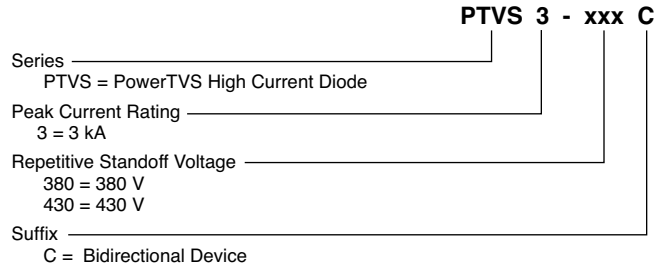 PTVS 3 - xxx C
Series
PTVS = PowerTVS High Current Diode
Peak Current Rating
3 = 3 kA
Repetitive Standoff Voltage
380 = 380 V
430 = 430 V
Suffix
C = Bidirectional Device